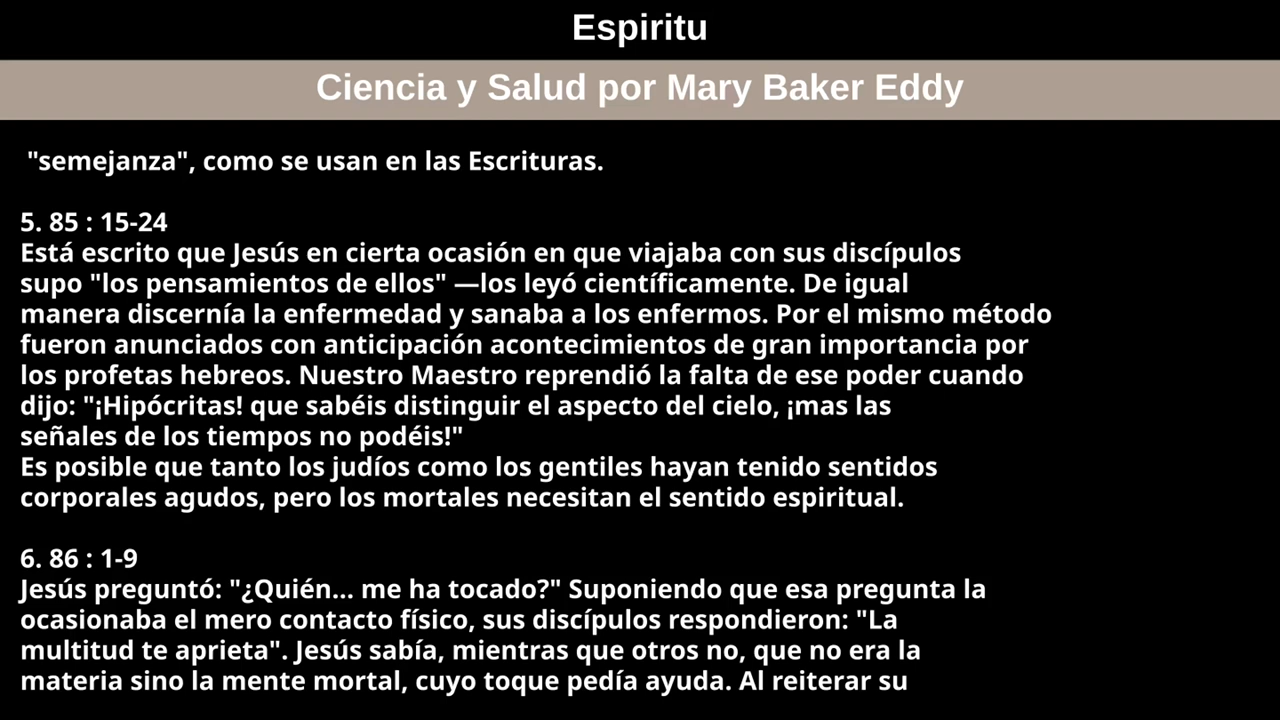 Espiritu
Ciencia y Salud por Mary Baker Eddy
"semejanza", como se usan en las Escrituras.
5. 85 : 15-24
Está escrito que Jesús en cierta ocasión en que viajaba con sus discípulos
supo "los pensamientos de ellos" —los leyó científicamente. De igual
manera discernía la enfermedad y sanaba a los enfermos. Por el mismo método
fueron anunciados con anticipación acontecimientos de gran importancia por
los profetas hebreos. Nuestro Maestro reprendió la falta de ese poder cuando
dijo: "¡Hipócritas! que sabéis distinguir el aspecto del cielo, ¡mas las
señales de los tiempos no podéis!"
Es posible que tanto los judíos como los gentiles hayan tenido sentidos
corporales agudos, pero los mortales necesitan el sentido espiritual.
6. 86 : 1-9
Jesús preguntó: "¿Quién... me ha tocado?" Suponiendo que esa pregunta la
ocasionaba el mero contacto físico, sus discípulos respondieron: "La
multitud te aprieta". Jesús sabía, mientras que otros no, que no era la
materia sino la mente mortal, cuyo toque pedía ayuda. Al reiterar su